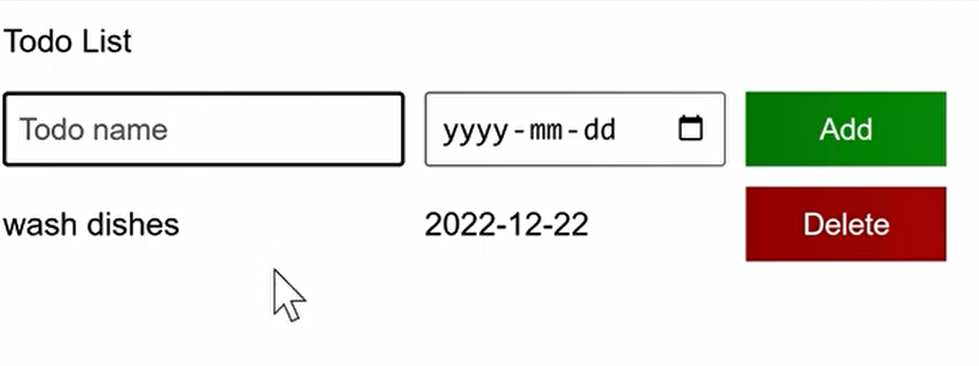 Todo List
Todo name yyyy-mm-dd Add
wash dishes 2022-12-22 Delete